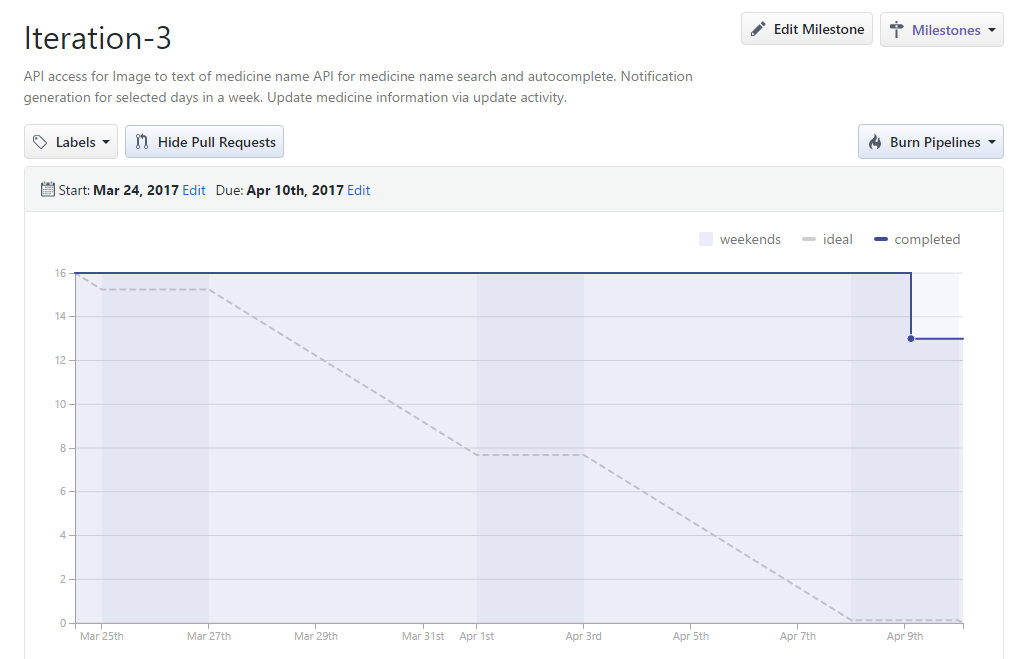 Iteration-3
Edit Milestone
Milestones
API access for Image to text of medicine name API for medicine name search and autocomplete. Notification
generation for selected days in a week. Update medicine information via update activity.
Labels
Hide Pull Requests
Burn Pipelines
Start: Mar 24, 2017 Edit Due: Apr 10th, 2017 Edit
weekends ideal completed
16
14
12
10
8
6
4
2
0
Mar 25th Mar 27th Mar 29th Mar 31st Apr 1st Apr 3rd Apr 5th Apr 7th Apr 9th